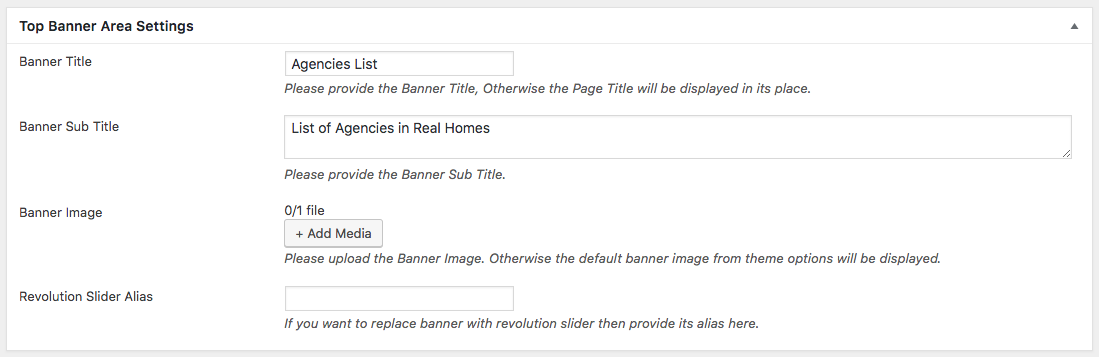 Top Banner Area Settings
Banner Title
Agencies List
Please provide the Banner Title, Otherwise the Page Title will be displayed in its place.
Banner Sub Title
List of Agencies in Real Homes
Please provide the Banner Sub Title.
Banner Image
0/1 file
+ Add Media
Please upload the Banner Image. Otherwise the default banner image from theme options will be displayed.
Revolution Slider Alias
If you want to replace banner with revolution slider then provide its alias here.